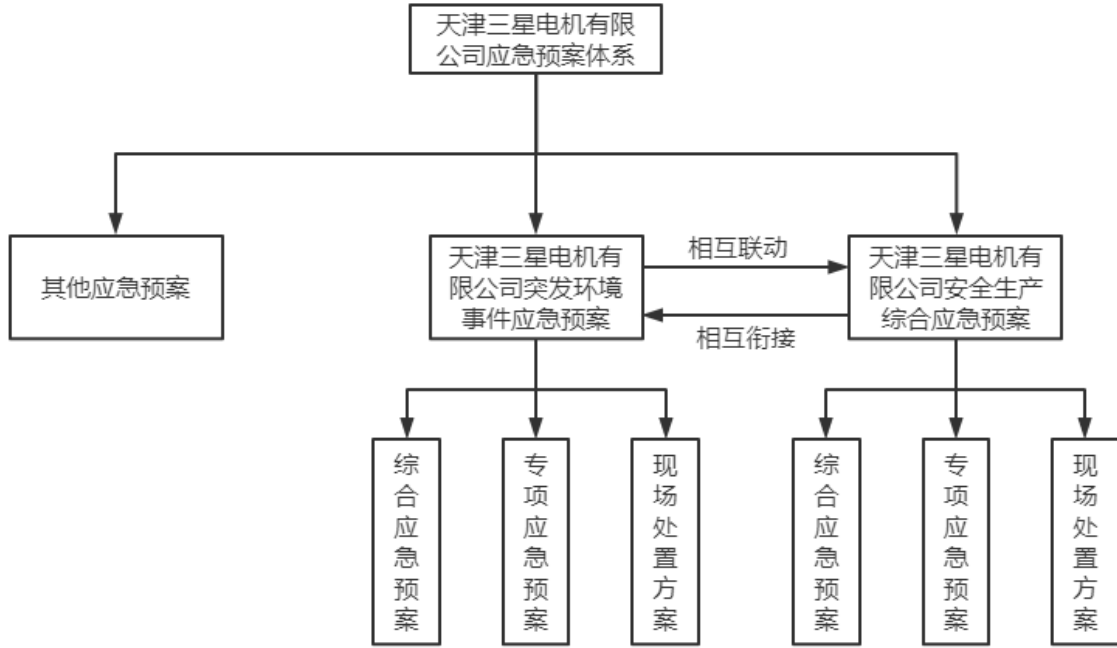 天津三星电机有限
公司应急预案体系
其他应急预案
天津三星电机有
限公司突发环境
事件应急预案
相互联动
相互衔接
天津三星电机有
限公司安全生产
综合应急预案
综合应急预案
专项应急预案
现场处置方案
综合应急预案
专项应急预案
现场处置方案